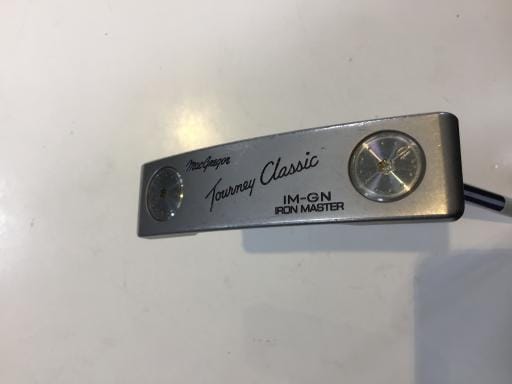 MacGregor
Tourney Classic
IM-GN
IRON MASTER